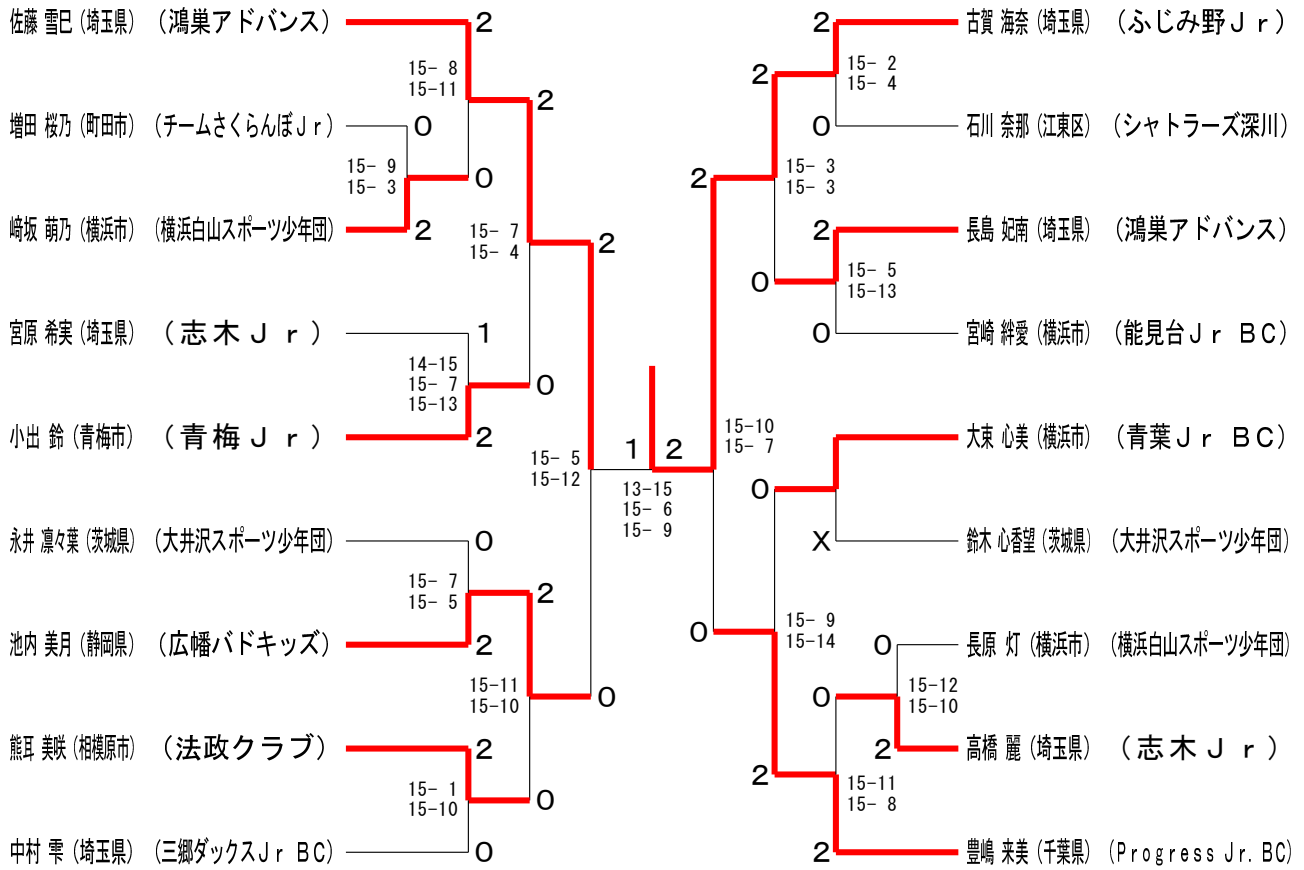 佐藤 雪巳 (埼玉県) (鴻巣アドバンス) 2
15- 8
15-11
2
増田 桜乃 (町田市) (チームさくらんぼＪｒ) 0
15- 9
15- 3
0
﨑坂 萌乃 (横浜市) (横浜白山スポーツ少年団) 2
15- 7
15- 4
2
宮原 希実 (埼玉県) (志木Ｊｒ) 1
14-15
15- 7
15-13
0
小出 鈴 (青梅市) (青梅Ｊｒ) 2
15- 5
15-12
永井 凛々葉 (茨城県) (大井沢スポーツ少年団) 0
15- 7
15- 5
2
池内 美月 (静岡県) (広幡バドキッズ) 2
15-11
15-10
0
熊耳 美咲 (相模原市) (法政クラブ) 2
15- 1
15-10
0
中村 雫 (埼玉県) (三郷ダックスＪｒ ＢＣ) 0
1 2
13-15
15- 6
15- 9
2 古賀 海奈 (埼玉県) (ふじみ野Ｊｒ)
2
15- 2
15- 4
0 石川 奈那 (江東区) (シャトラーズ深川)
2
15- 3
15- 3
2 長島 妃南 (埼玉県) (鴻巣アドバンス)
0
15- 5
15-13
0 宮崎 絆愛 (横浜市) (能見台Ｊｒ ＢＣ)
15-10
15- 7
大東 心美 (横浜市) (青葉Ｊｒ ＢＣ)
0
X 鈴木 心香望 (茨城県) (大井沢スポーツ少年団)
0
15- 9
15-14
0 長原 灯 (横浜市) (横浜白山スポーツ少年団)
0
15-12
15-10
2 高橋 麗 (埼玉県) (志木Ｊｒ)
2
15-11
15- 8
2 豊嶋 来美 (千葉県) (Progress Jr. BC)